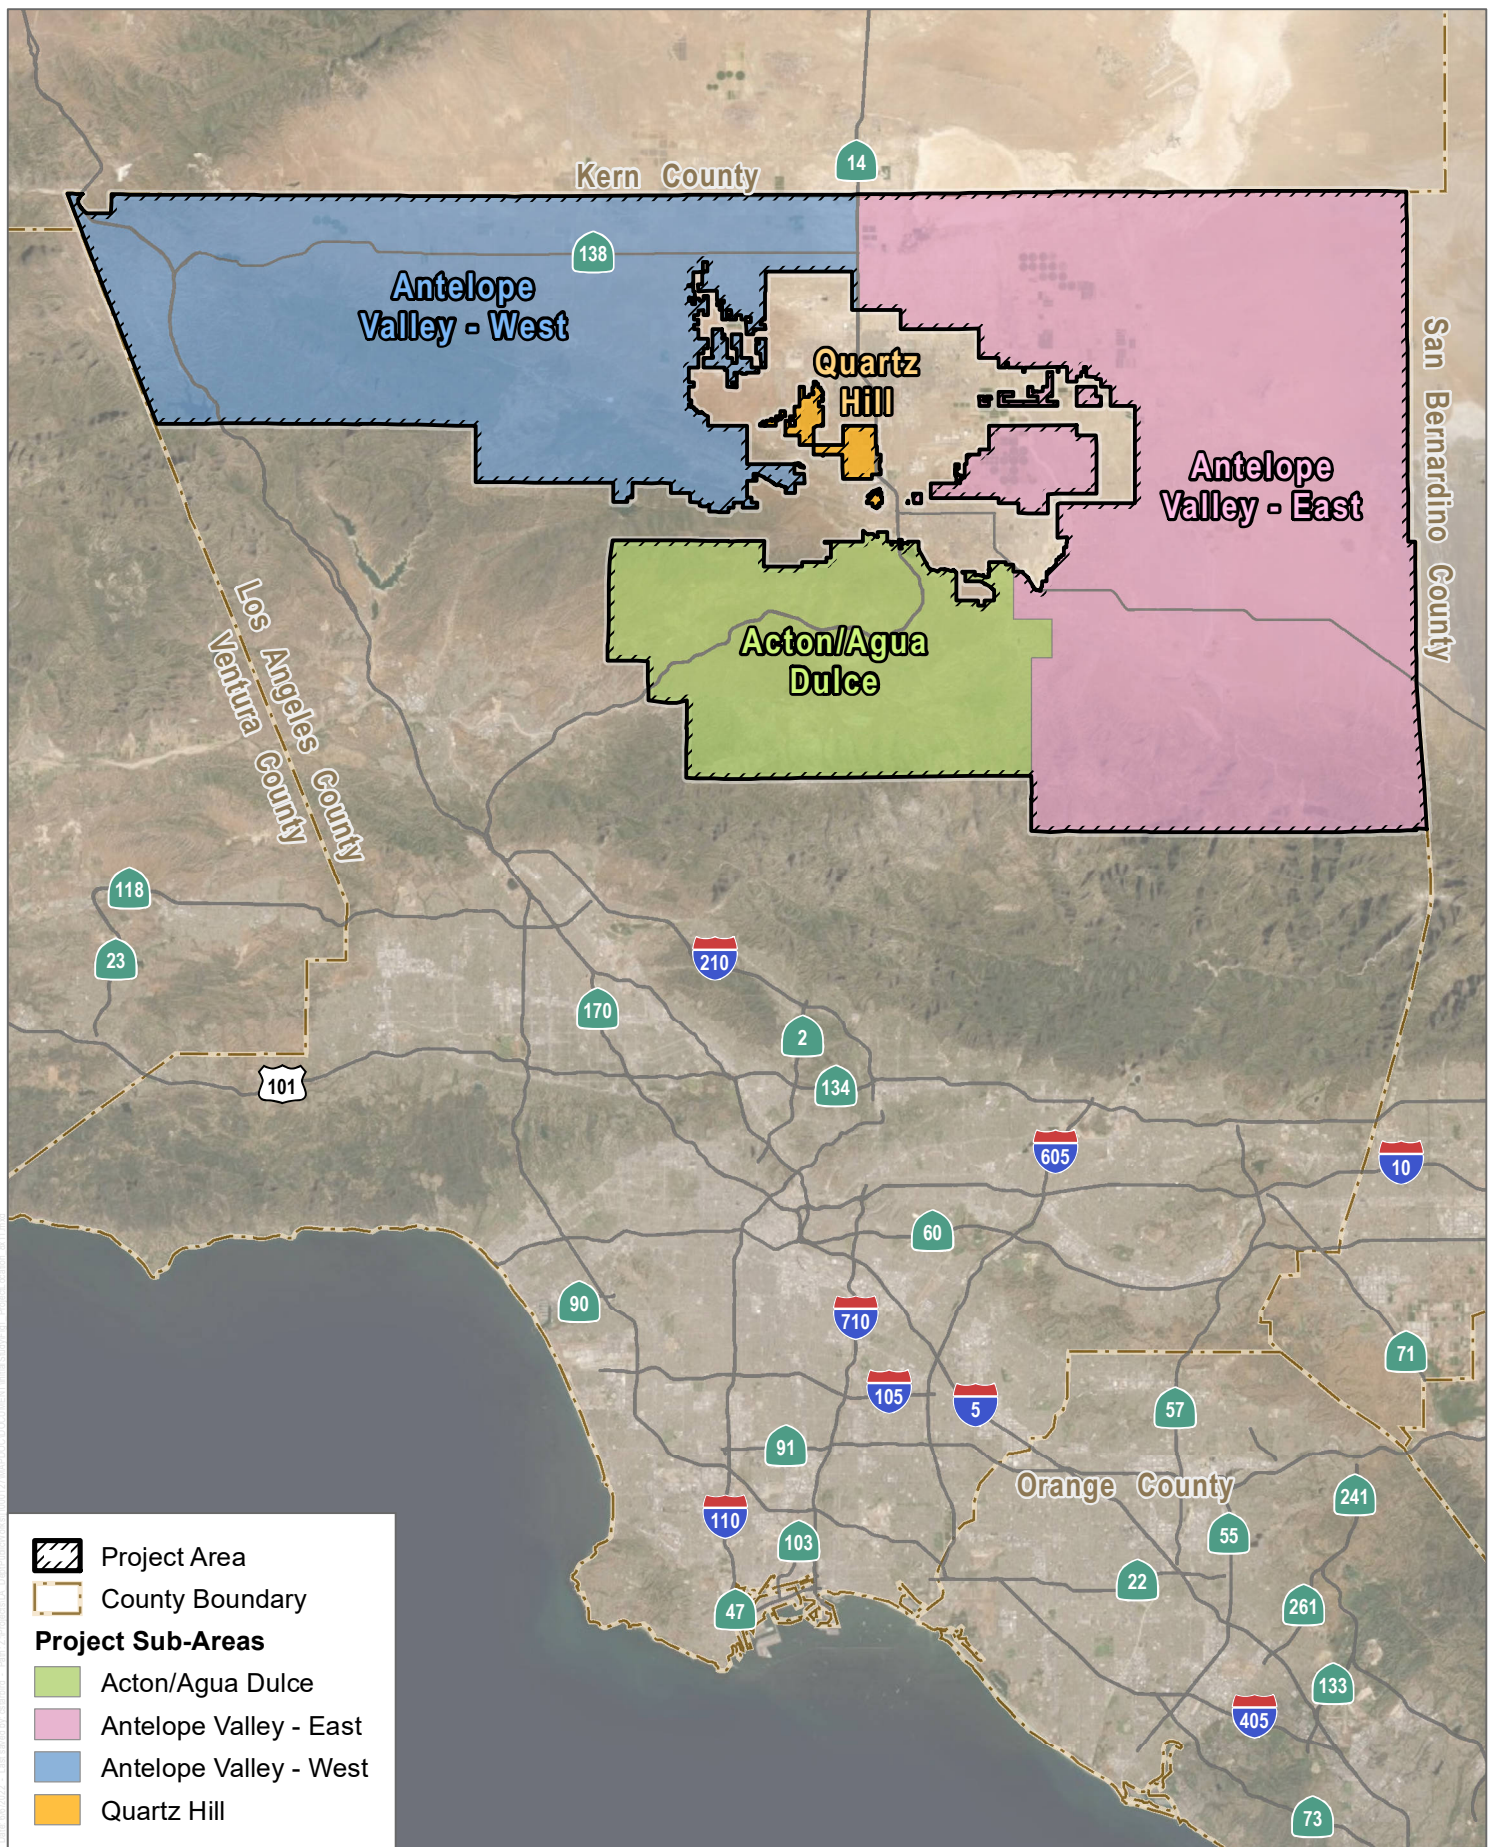 Kern County
14
138
Antelope
Valley - West
Quartz
Hill
San Bernardino County
Antelope
Valley - East
Los Angeles County
Ventura County
Acton/Agua
Dulce
118
23
210
170
2
134
101
605
10
60
90
710
71
105
5
57
91
Orange County
241
110
55
103
22
47
261
133
405
73
Project Area
County Boundary
Project Sub-Areas
Acton/Agua Dulce
Antelope Valley - East
Antelope Valley - West
Quartz Hill